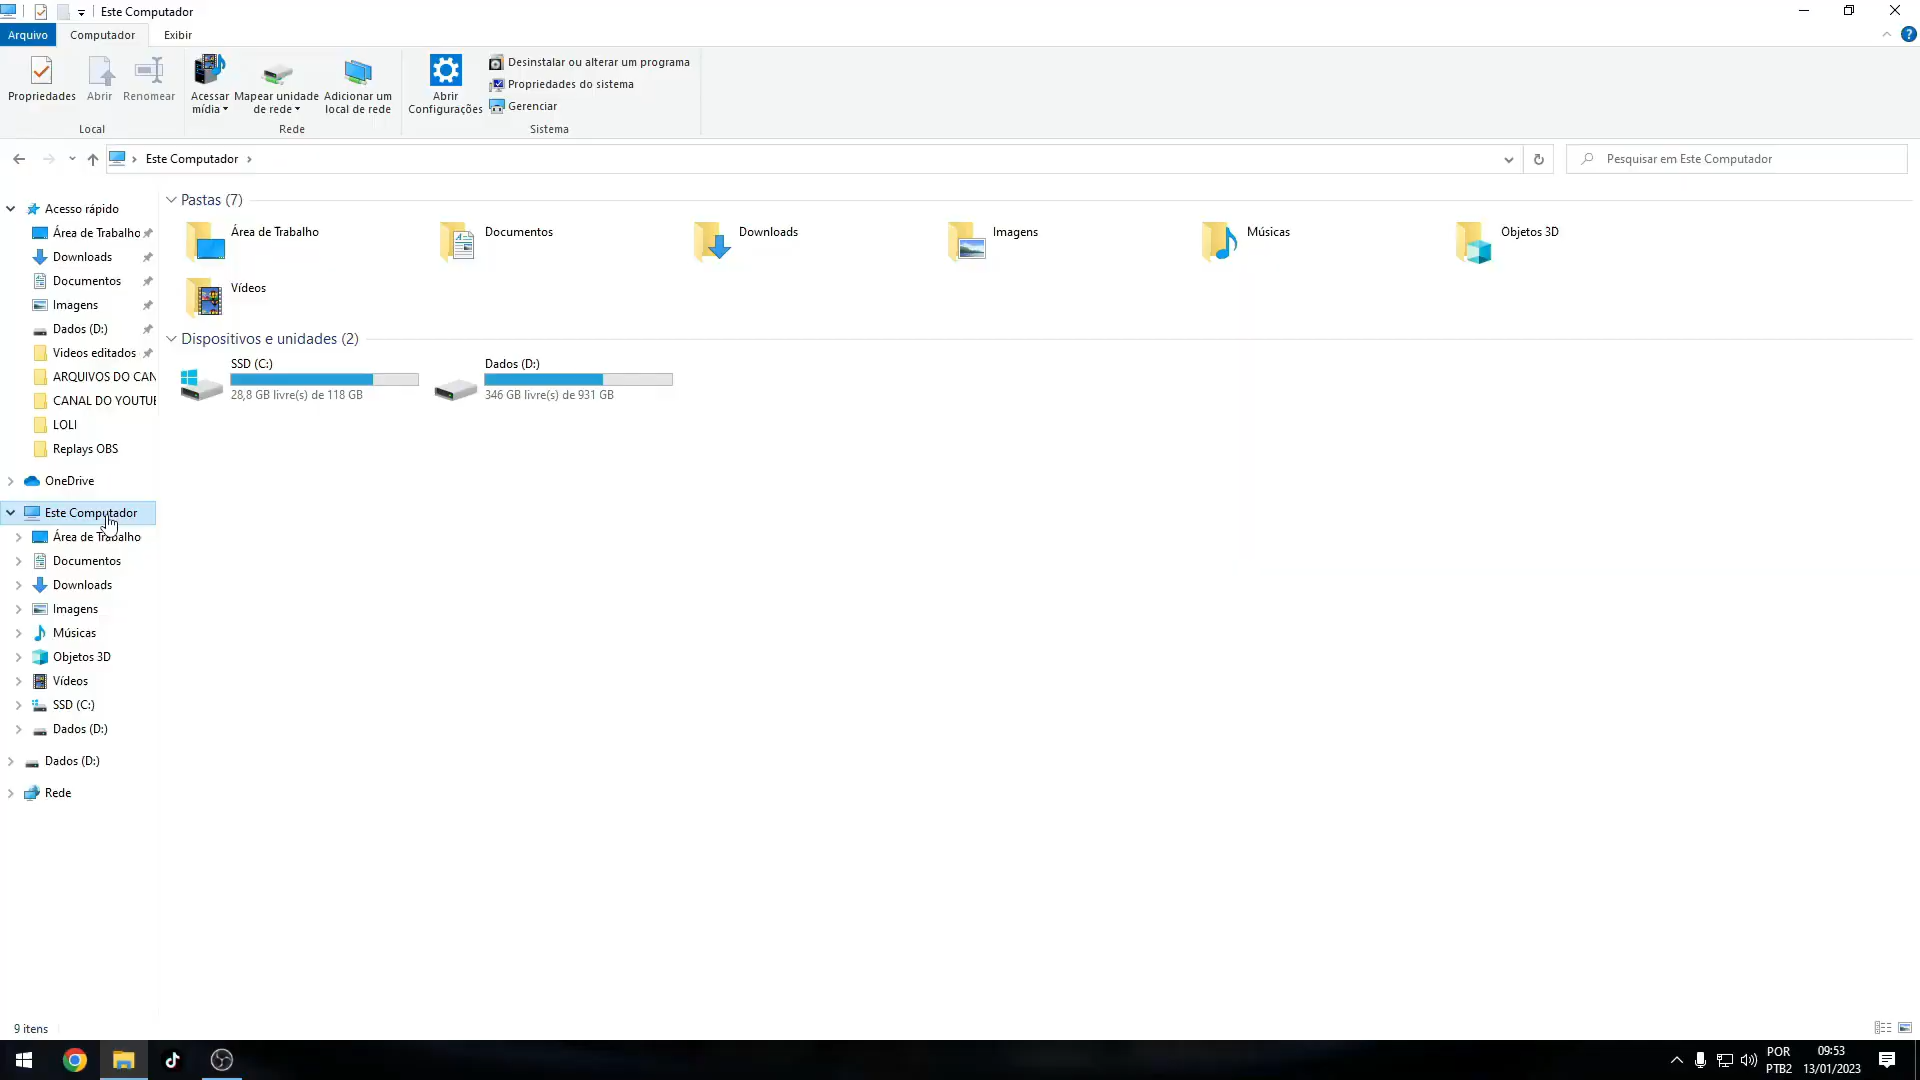 Este Computador
Arquivo
Computador
Exibir
Propriedades
Abrir
Renomear
Local
Acessar mídia
Mapear unidade de rede
Adicionar um local de rede
Rede
Abrir Configurações
Desinstalar ou alterar um programa
Propriedades do sistema
Gerenciar
Sistema
Este Computador
Pesquisar em Este Computador
Acesso rápido
Área de Trabalho
Downloads
Documentos
Imagens
Dados (D:)
Videos editados
ARQUIVOS DO CAN
CANAL DO YOUTUE
LOLI
Replays OBS
OneDrive
Este Computador
Área de Trabalho
Documentos
Downloads
Imagens
Músicas
Objetos 3D
Vídeos
SSD (C:)
Dados (D:)
Dados (D:)
Rede
Pastas (7)
Área de Trabalho
Documentos
Downloads
Imagens
Músicas
Objetos 3D
Vídeos
Dispositivos e unidades (2)
SSD (C:)
28,8 GB livre(s) de 118 GB
Dados (D:)
346 GB livre(s) de 931 GB
9 itens
POR
PTB2
09:53
13/01/2023